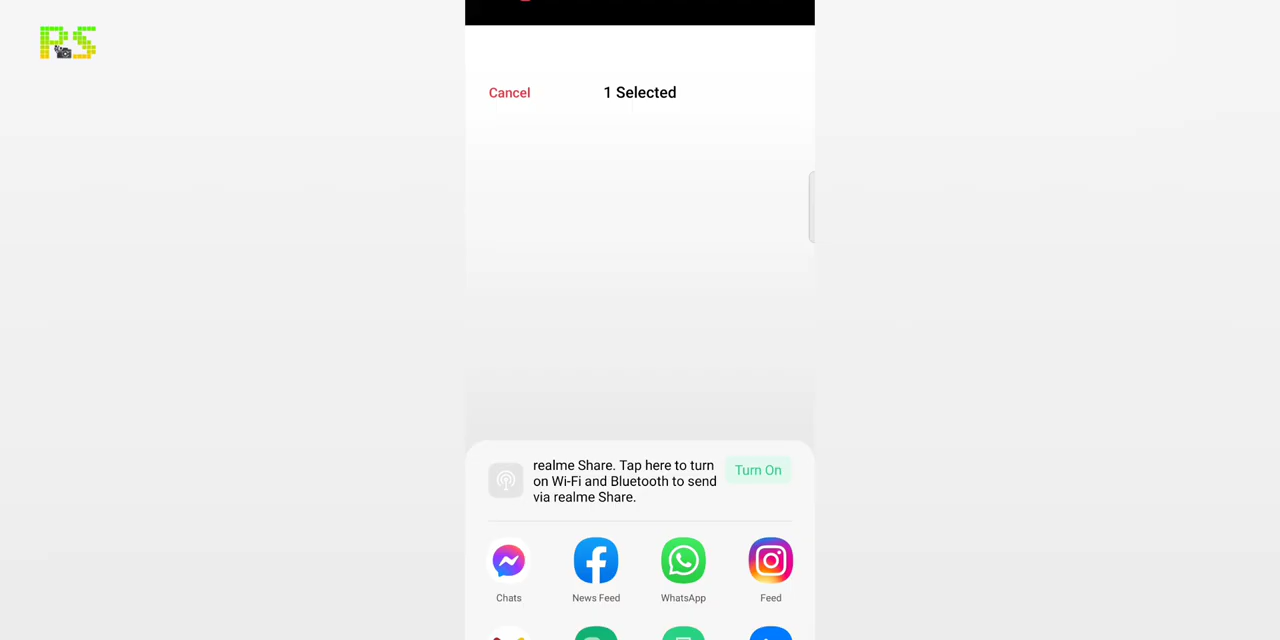 PS
Cancel
1 Selected
realme Share. Tap here to turn
on Wi-Fi and Bluetooth to send
via realme Share.
Turn On
Chats
News Feed
WhatsApp
Feed